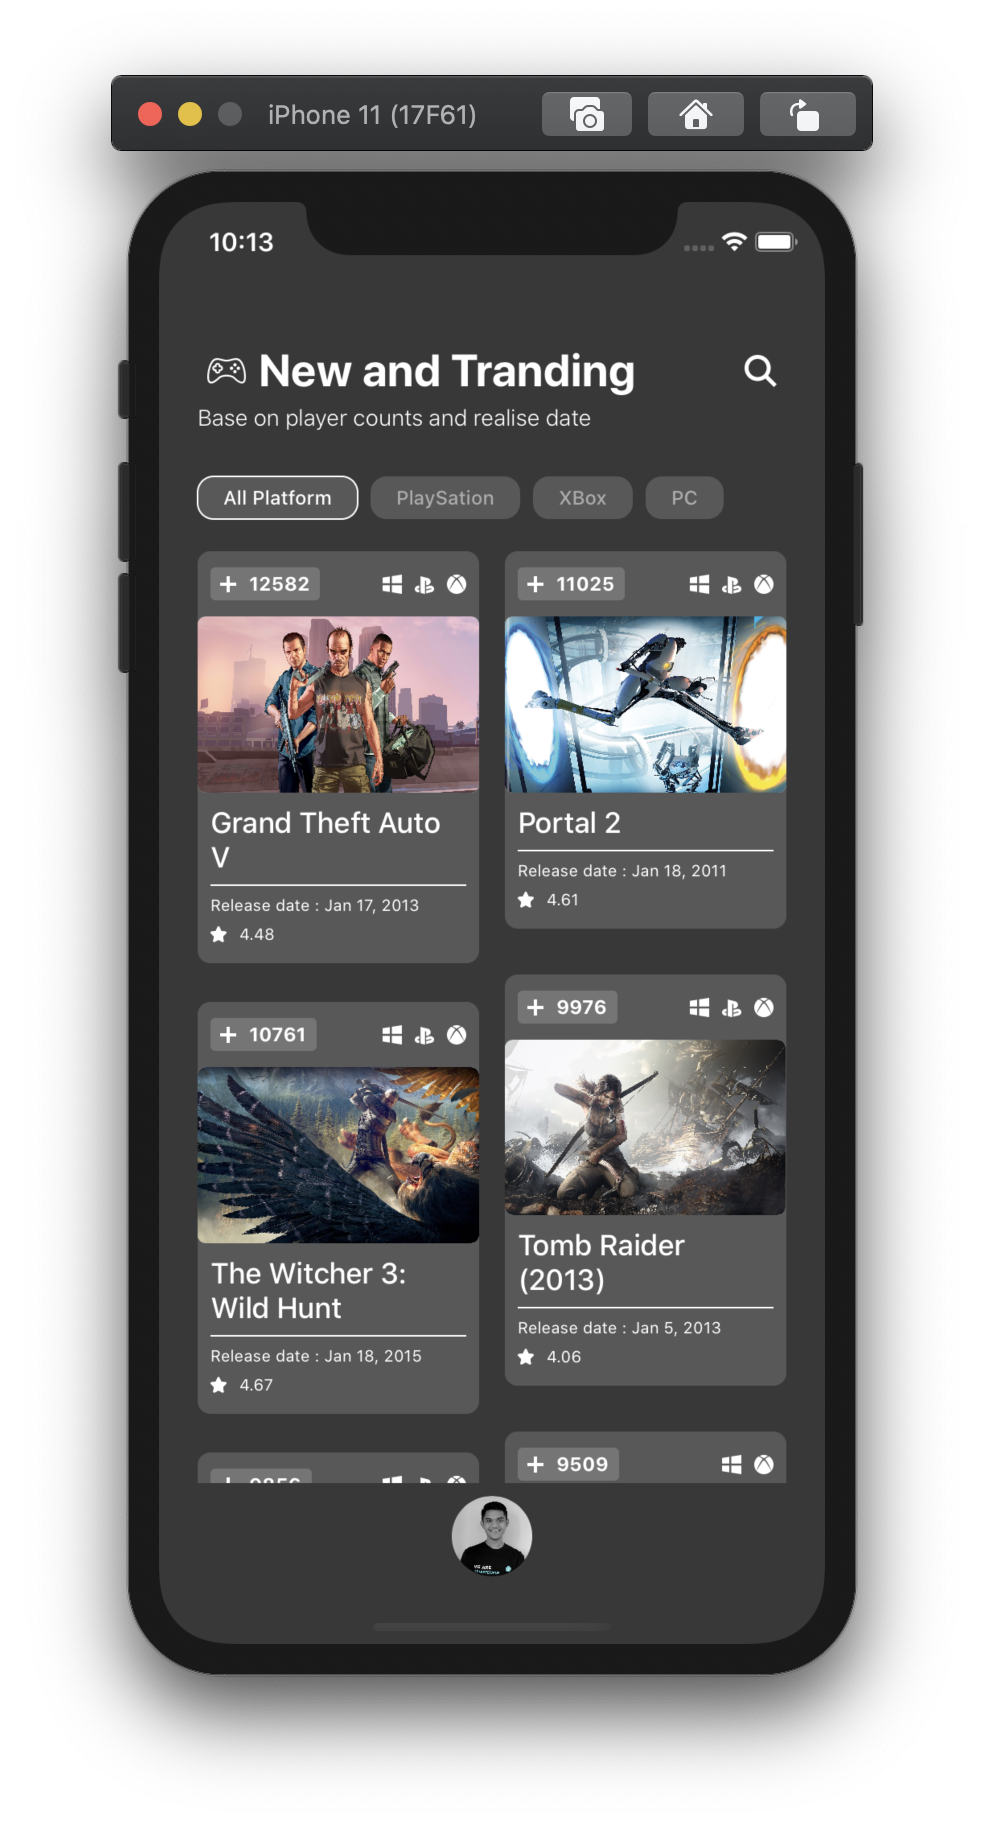 iPhone 11 (17F61)
10:13
New and Tranding
Base on player counts and realise date
All Platform
PlaySation
XBox
PC
+ 12582
Grand Theft Auto
V
Release date : Jan 17, 2013
4.48
+ 11025
Portal 2
Release date : Jan 18, 2011
4.61
+ 10761
The Witcher 3:
Wild Hunt
Release date : Jan 18, 2015
4.67
+ 9976
Tomb Raider
(2013)
Release date : Jan 5, 2013
4.06
+ 9509